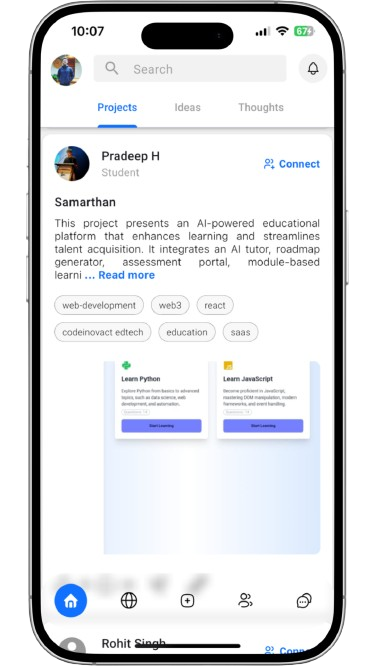 10:07
67
Search
Projects Ideas Thoughts
Pradeep H
Student
Connect
Samarthan
This project presents an AI-powered educational
platform that enhances learning and streamlines
talent acquisition. It integrates an AI tutor, roadmap
generator, assessment portal, module-based
learni ... Read more
web-development web3 react
codeinovact edtech education saas
Learn Python
Explore Python from basics to advanced
topics, such as data science, web
development, and automation.
Start Learning
Learn JavaScript
Become proficient in JavaScript,
mastering DOM manipulation, modern
frameworks, and event handling.
Start Learning
Rohit Singh